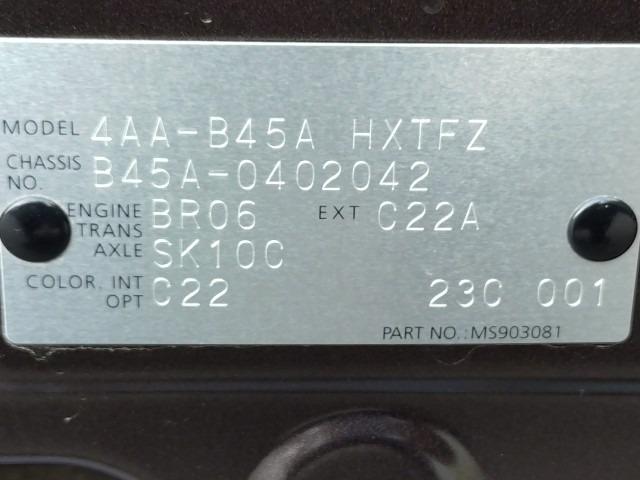 MODEL 4AA-B45A HXTFZ
CHASSIS NO. B45A-0402042
ENGINE BR06 EXT C22A
TRANS AXLE SK10C
COLOR. INT OPT C22 23C 001
PART NO.:MS903081